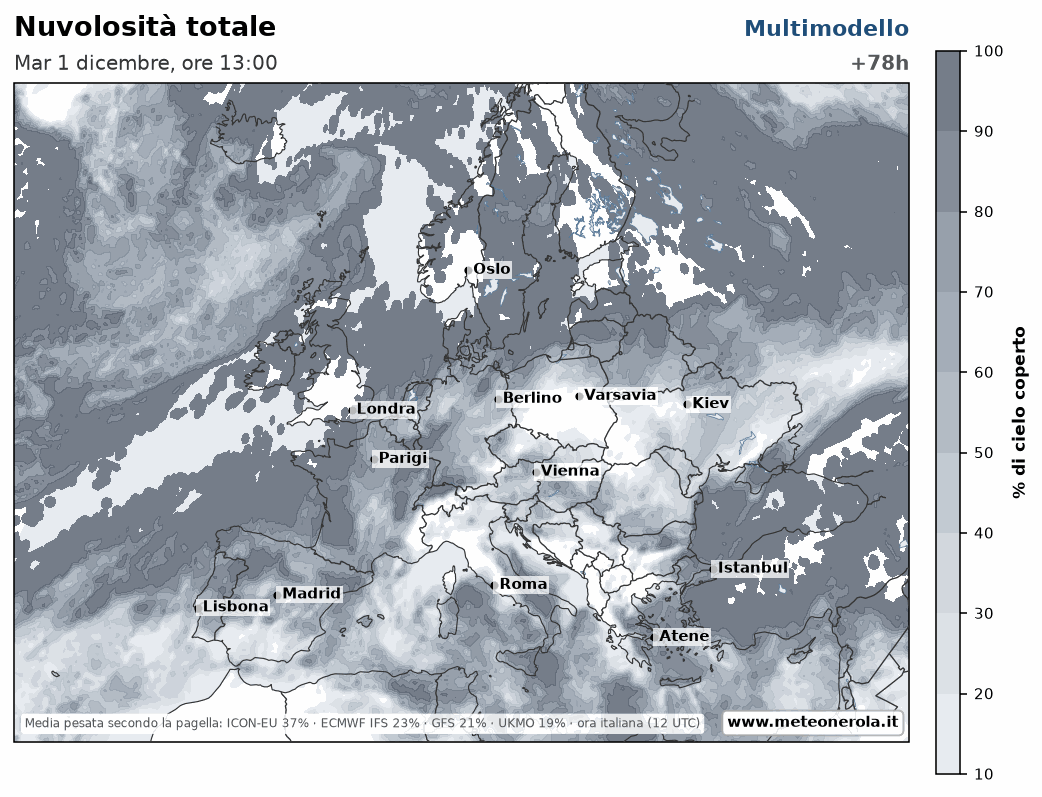 Nuvolosità totale
Multimodello
Mar 1 dicembre, ore 13:00
+78h
100
90
80
70
60
50
40
30
20
10
% di cielo coperto
Oslo
Berlino
Varsavia
Kiev
Londra
Parigi
Vienna
Istanbul
Roma
Madrid
Lisbona
Atene
Media pesata secondo la pagella: ICON-EU 37% · ECMWF IFS 23% · GFS 21% · UKMO 19% · ora italiana (12 UTC)
www.meteonerola.it